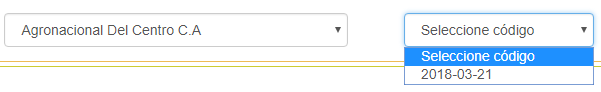 Agronacional Del Centro C.A
Seleccione código
Seleccione código
2018-03-21